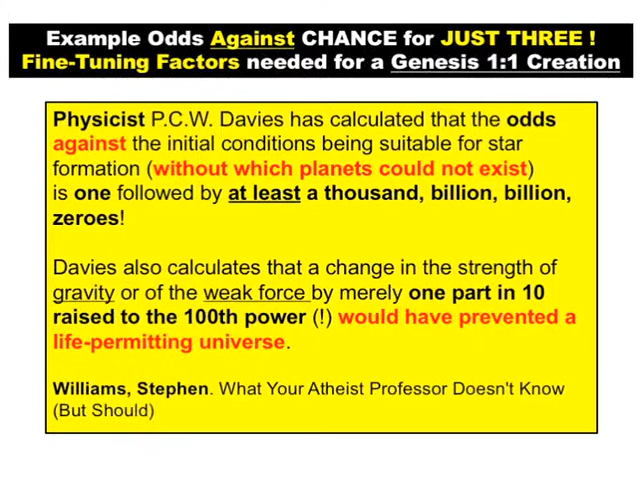 Example Odds Against CHANCE for JUST THREE !
Fine-Tuning Factors needed for a Genesis 1:1 Creation
Physicist P.C.W. Davies has calculated that the odds
against the initial conditions being suitable for star
formation (without which planets could not exist)
is one followed by at least a thousand, billion, billion,
zeroes!
Davies also calculates that a change in the strength of
gravity or of the weak force by merely one part in 10
raised to the 100th power (!) would have prevented a
life-permitting universe.
Williams, Stephen. What Your Atheist Professor Doesn't Know
(But Should)